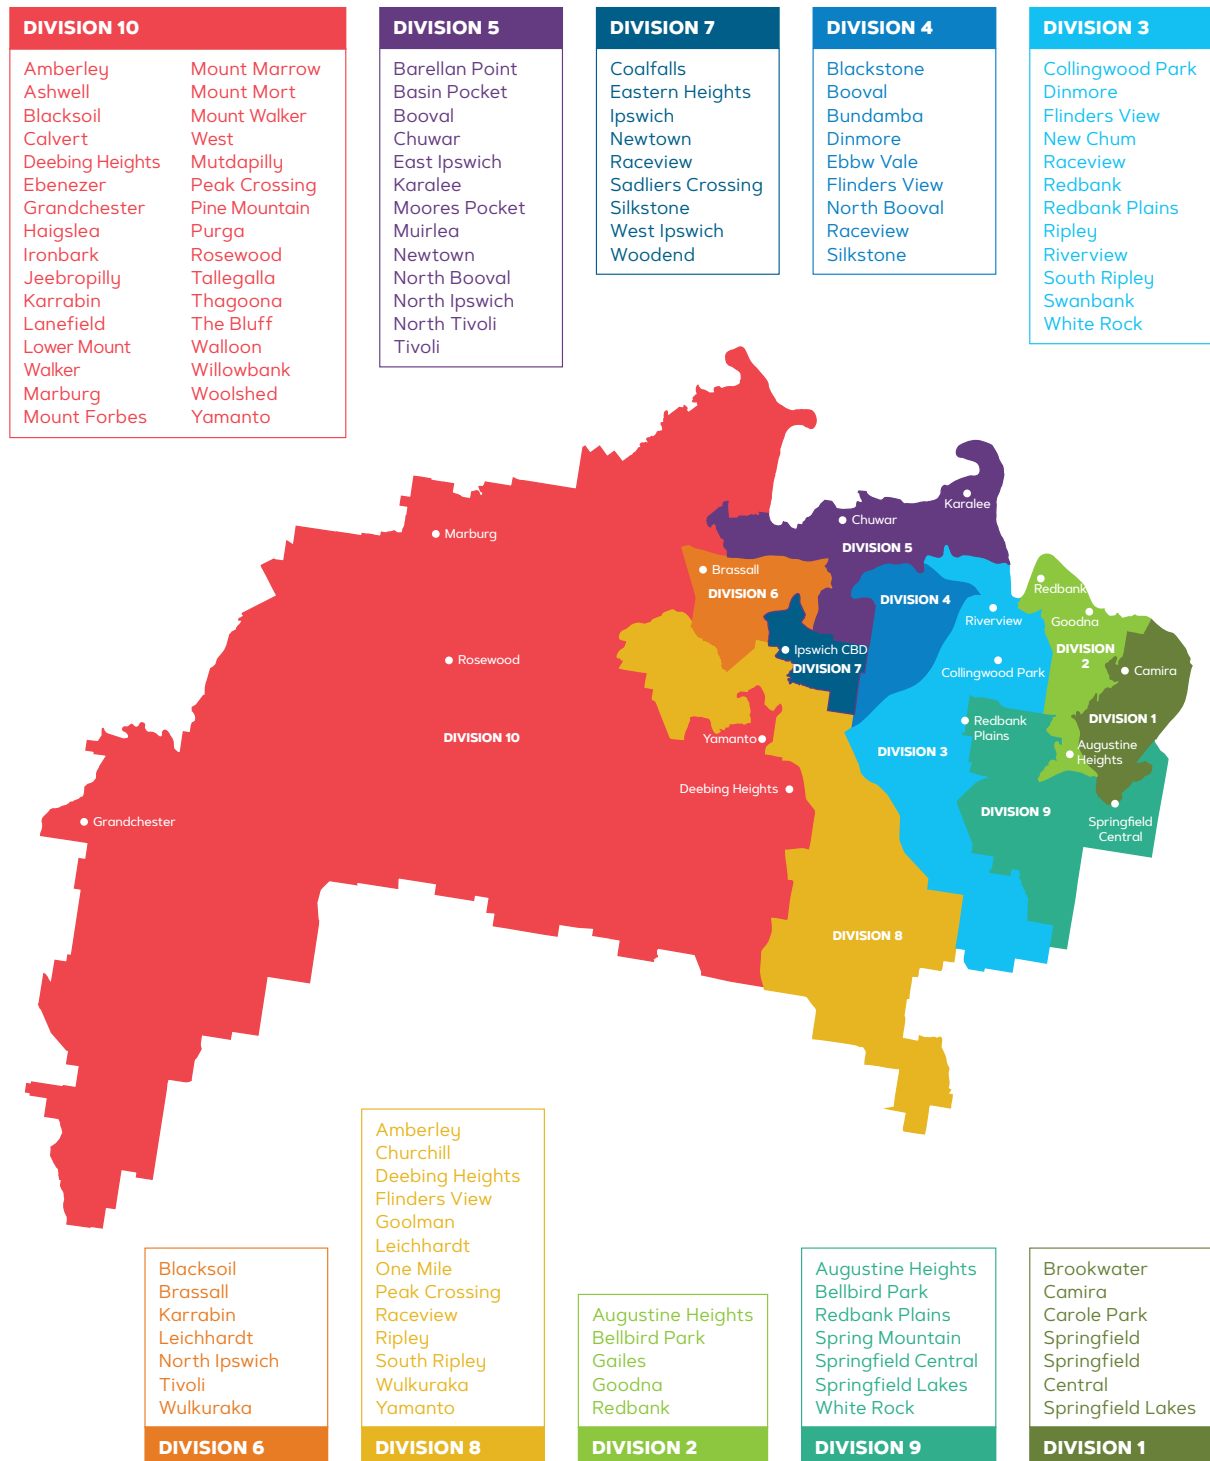 DIVISION 10
Amberley
Ashwell
Blacksoil
Calvert
Deebing Heights
Ebenezer
Grandchester
Haigslea
Ironbark
Jeebropilly
Karrabin
Lanefield
Lower Mount
Walker
Marburg
Mount Forbes
Mount Marrow
Mount Mort
Mount Walker
West
Mutdapilly
Peak Crossing
Pine Mountain
Purga
Rosewood
Tallegalla
Thagoona
The Bluff
Walloon
Willowbank
Woolshed
Yamanto
DIVISION 5
Barellan Point
Basin Pocket
Booval
Chuwar
East Ipswich
Karalee
Moores Pocket
Muirlea
Newtown
North Booval
North Ipswich
North Tivoli
Tivoli
DIVISION 7
Coalfalls
Eastern Heights
Ipswich
Newtown
Raceview
Sadliers Crossing
Silkstone
West Ipswich
Woodend
DIVISION 4
Blackstone
Booval
Bundamba
Dinmore
Ebbw Vale
Flinders View
North Booval
Raceview
Silkstone
DIVISION 3
Collingwood Park
Dinmore
Flinders View
New Chum
Raceview
Redbank
Redbank Plains
Ripley
Riverview
South Ripley
Swanbank
White Rock
Karalee
Chuwar
Marburg
DIVISION 5
Brassall
Redbank
DIVISION 6
DIVISION 4
Riverview
Goodna
Ipswich CBD
DIVISION
2
Rosewood
DIVISION 7
Collingwood Park
Camira
DIVISION 1
Redbank
Plains
DIVISION 10
Yamanto
DIVISION 3
Augustine
Heights
Deebing Heights
DIVISION 9
Grandchester
Springfield
Central
DIVISION 8
Blacksoil
Brassall
Karrabin
Leichhardt
North Ipswich
Tivoli
Wulkuraka
DIVISION 6
Amberley
Churchill
Deebing Heights
Flinders View
Goolman
Leichhardt
One Mile
Peak Crossing
Raceview
Ripley
South Ripley
Wulkuraka
Yamanto
DIVISION 8
Augustine Heights
Bellbird Park
Gailes
Goodna
Redbank
DIVISION 2
Augustine Heights
Bellbird Park
Redbank Plains
Spring Mountain
Springfield Central
Springfield Lakes
White Rock
DIVISION 9
Brookwater
Camira
Carole Park
Springfield
Springfield
Central
Springfield Lakes
DIVISION 1